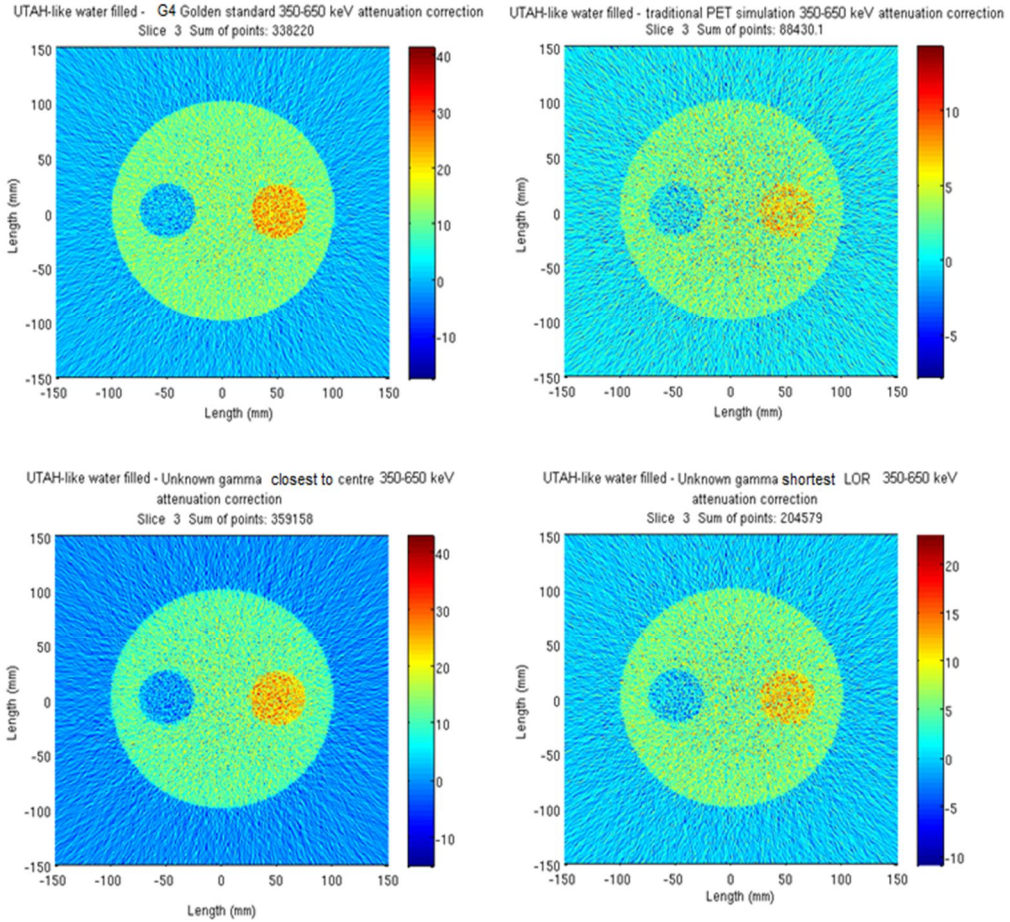 UTAH-like water filled - G4 Golden standard 350-650 keV attenuation correction
Slice 3 Sum of points: 338220
150
100
50
0
-50
-100
-150
-150 -100 -50 0 50 100 150
Length (mm)
Length (mm)
40
30
20
10
0
-10
UTAH-like water filled - traditional PET simulation 350-650 keV attenuation correction
Slice 3 Sum of points: 88430.1
150
100
50
0
-50
-100
-150
-150 -100 -50 0 50 100 150
Length (mm)
Length (mm)
10
5
0
-5
UTAH-like water filled - Unknown gamma closest to centre 350-650 keV
attenuation correction
Slice 3 Sum of points: 359158
150
100
50
0
-50
-100
-150
-150 -100 -50 0 50 100 150
Length (mm)
Length (mm)
40
30
20
10
0
-10
UTAH-like water filled - Unknown gamma shortest LOR 350-650 keV
attenuation correction
Slice 3 Sum of points: 204579
150
100
50
0
-50
-100
-150
-150 -100 -50 0 50 100 150
Length (mm)
Length (mm)
20
15
10
5
0
-5
-10